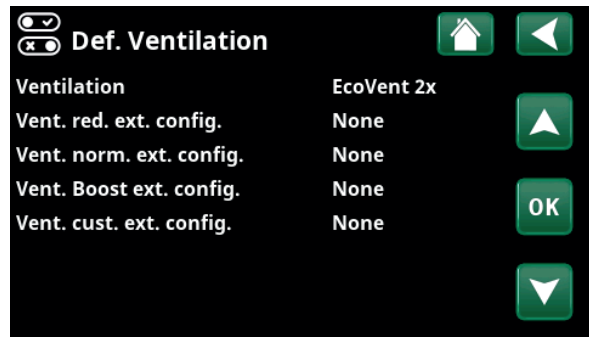 Def. Ventilation
Ventilation EcoVent 2x
Vent. red. ext. config. None
Vent. norm. ext. config. None
Vent. Boost ext. config. None
Vent. cust. ext. config. None
OK